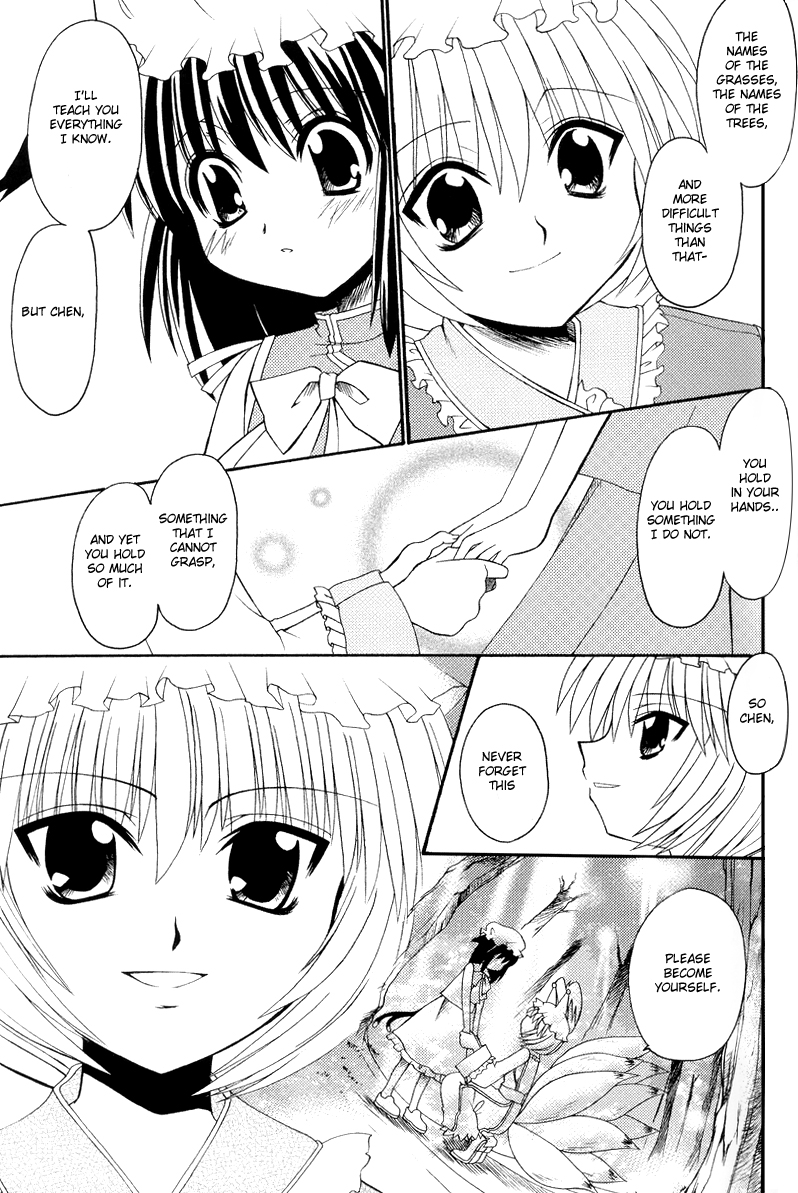 THE
NAMES
OF THE
GRASSES,
THE NAMES
OF THE
TREES,
AND
MORE
DIFFICULT
THINGS
THAN
THAT-
I'LL
TEACH YOU
EVERYTHING
I KNOW.
BUT CHEN,
YOU
HOLD
IN YOUR
HANDS..
YOU HOLD
SOMETHING
I DO NOT.
SOMETHING
THAT I
CANNOT
GRASP,
AND YET
YOU HOLD
SO MUCH
OF IT.
SO
CHEN,
NEVER
FORGET
THIS
PLEASE
BECOME
YOURSELF.